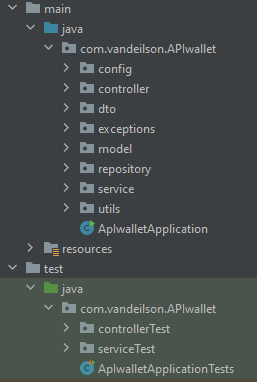 main
java
com.vandeilson.APIwallet
config
controller
dto
exceptions
model
repository
service
utils
ApIwalletApplication
resources
test
java
com.vandeilson.APIwallet
controllerTest
serviceTest
ApIwalletApplicationTests